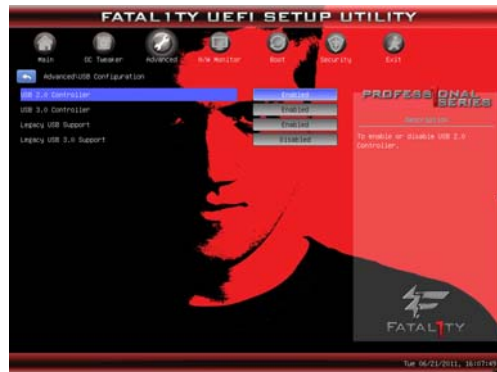 FATAL1TY UEFI SETUP UTILITY
Main
OC Tweaker
Advanced
H/W Monitor
Boot
Security
Exit
Advanced\USB Configuration
USB 2.0 Controller
Enabled
USB 3.0 Controller
Enabled
Legacy USB Support
Enabled
Legacy USB 3.0 Support
Disabled
PROFESSIONAL
SERIES
Description
To enable or disable USB 2.0
Controller.
FATAL1TY
Tue 06/21/2011, 16:07:49